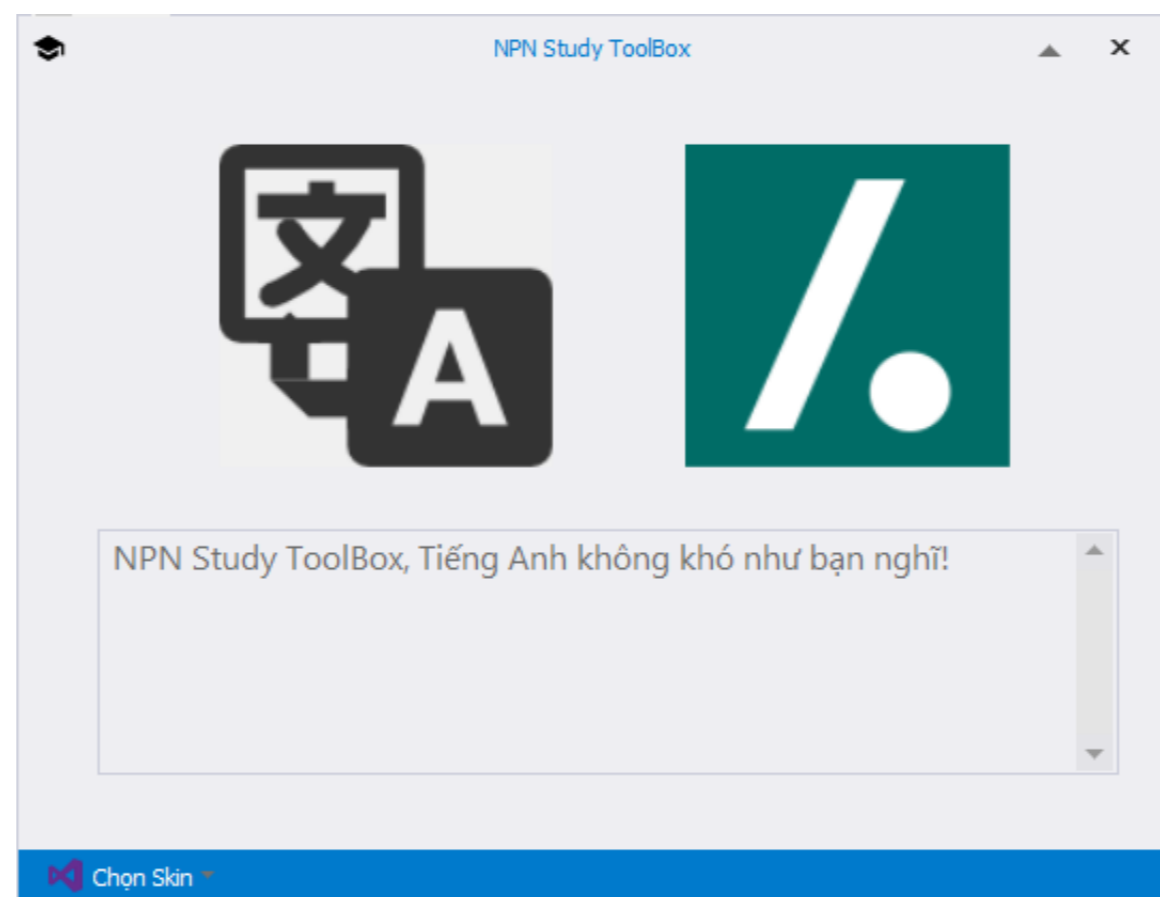 NPN Study ToolBox
文
A
NPN Study ToolBox, Tiếng Anh không khó như bạn nghĩ!
Chọn Skin